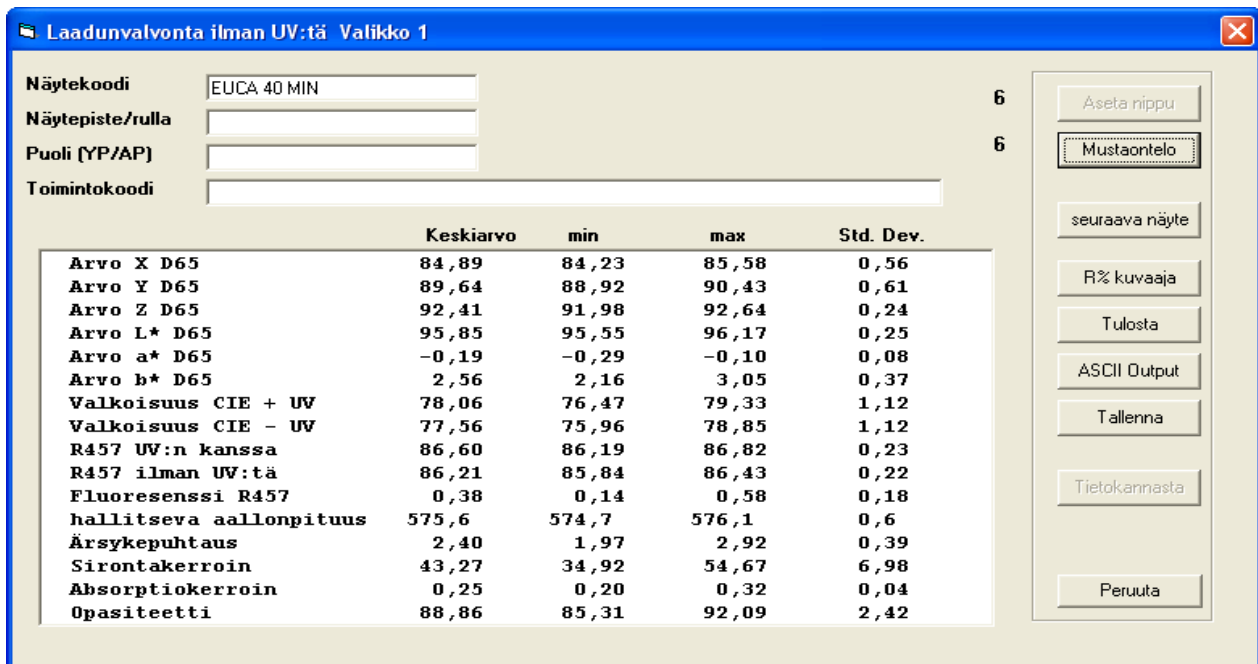 Laadunvalvonta ilman UV:tä Valikko 1
Näytekoodi EUCA 40 MIN 6 Aseta nippu
Näytepiste/rulla
Puoli (YP/AP) 6 Mustaontelo
Toimintokoodi
seuraava näyte
Keskiarvo min max Std. Dev.
Arvo X D65 84,89 84,23 85,58 0,56
Arvo Y D65 89,64 88,92 90,43 0,61 R% kuvaaja
Arvo Z D65 92,41 91,98 92,64 0,24
Arvo L* D65 95,85 95,55 96,17 0,25 Tulosta
Arvo a* D65 -0,19 -0,29 -0,10 0,08
Arvo b* D65 2,56 2,16 3,05 0,37 ASCII Output
Valkoisuus CIE + UV 78,06 76,47 79,33 1,12
Valkoisuus CIE - UV 77,56 75,96 78,85 1,12 Tallenna
R457 UV:n kanssa 86,60 86,19 86,82 0,23
R457 ilman UV:tä 86,21 85,84 86,43 0,22
Fluoresenssi R457 0,38 0,14 0,58 0,18 Tietokannasta
hallitseva aallonpituus 575,6 574,7 576,1 0,6
Ärsykepuhtaus 2,40 1,97 2,92 0,39
Sirontakerroin 43,27 34,92 54,67 6,98
Absorptiokerroin 0,25 0,20 0,32 0,04 Peruuta
Opasiteetti 88,86 85,31 92,09 2,42